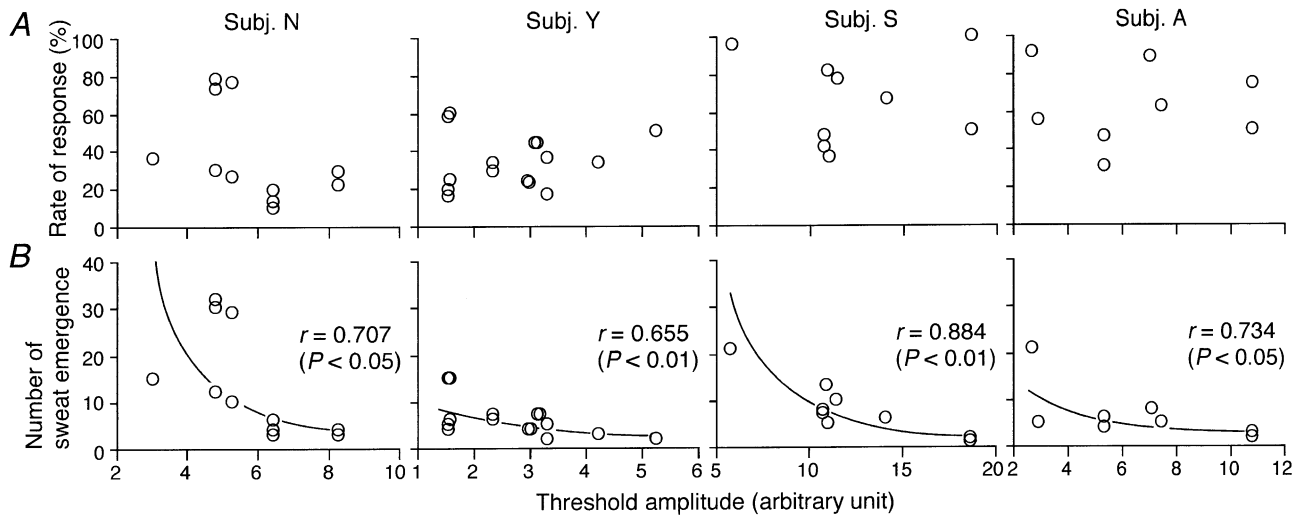 A
Subj. N
Subj. Y
Subj. S
Subj. A
Rate of response (%)
100
80
60
40
20
0
2 4 6 8 10
1 2 3 4 5 6
5 10 15 20
2 4 6 8 10 12
B
Number of
sweat emergence
40
30
20
10
0
r = 0.707
(P < 0.05)
r = 0.655
(P < 0.01)
r = 0.884
(P < 0.01)
r = 0.734
(P < 0.05)
Threshold amplitude (arbitrary unit)